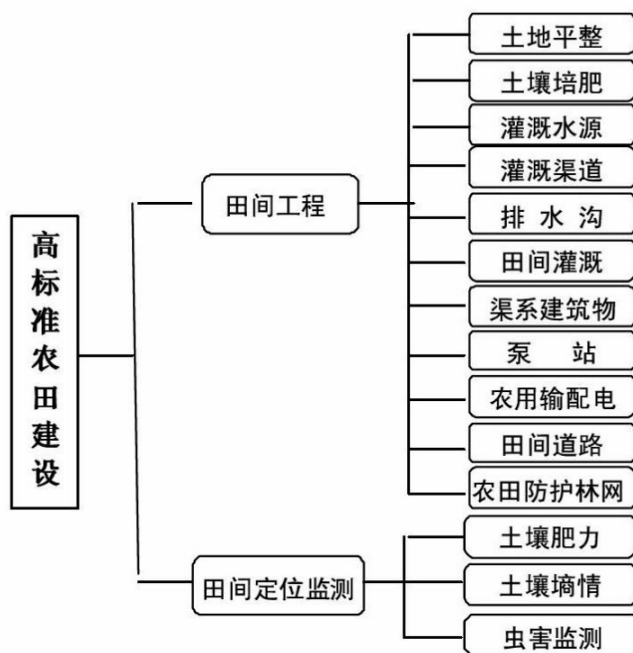 高标准农田建设
田间工程
土地平整
土壤培肥
灌溉水源
灌溉渠道
排水沟
田间灌溉
渠系建筑物
泵站
农用输配电
田间道路
农田防护林网
田间定位监测
土壤肥力
土壤墒情
虫害监测